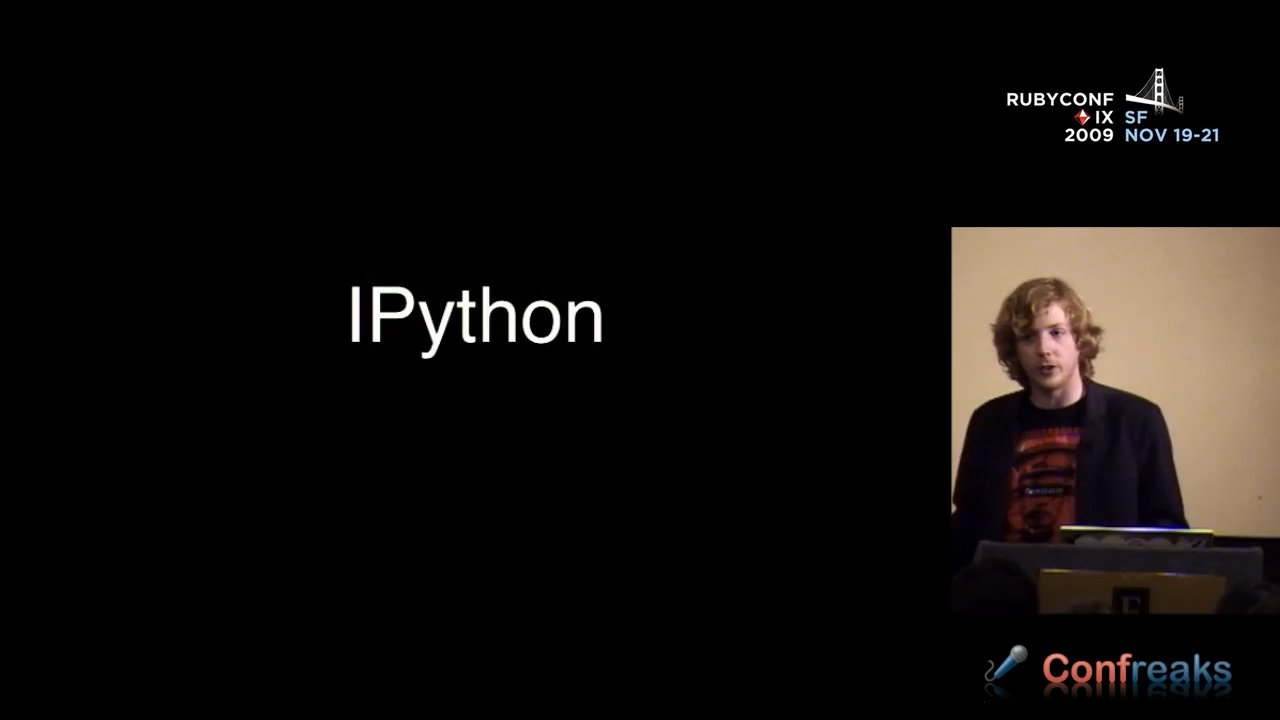 RUBYCONF
IX SF
2009 NOV 19-21
IPython
Confreaks